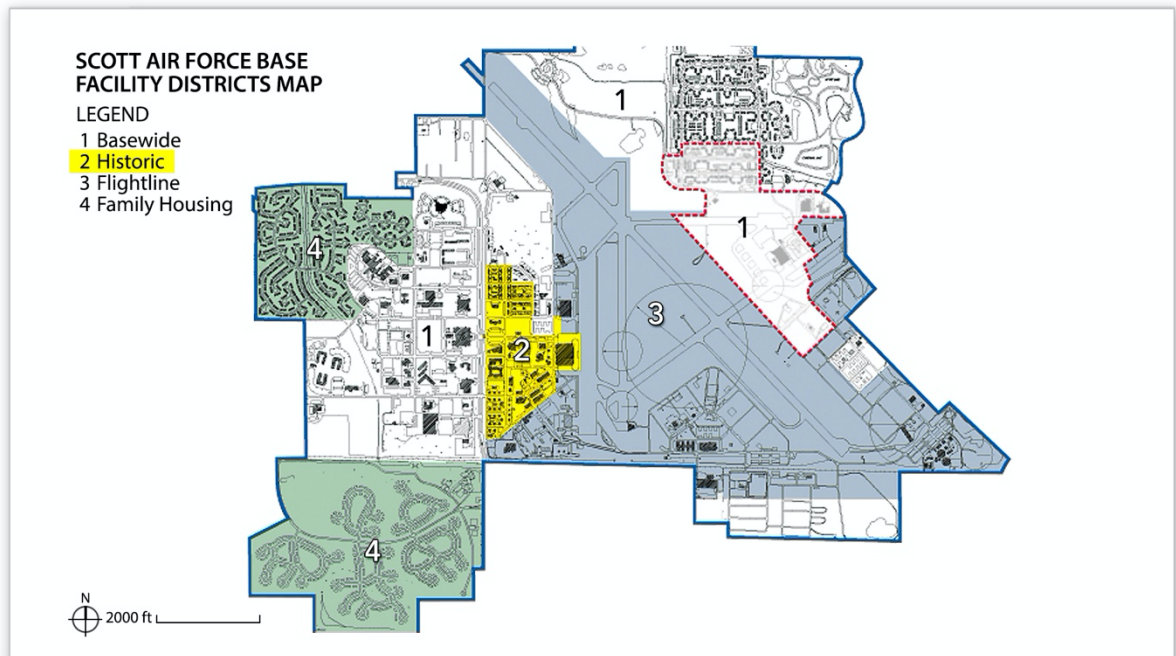 SCOTT AIR FORCE BASE
FACILITY DISTRICTS MAP
LEGEND
1 Basewide
2 Historic
3 Flightline
4 Family Housing
1
1
4
3
1
2
4
N
2000 ft